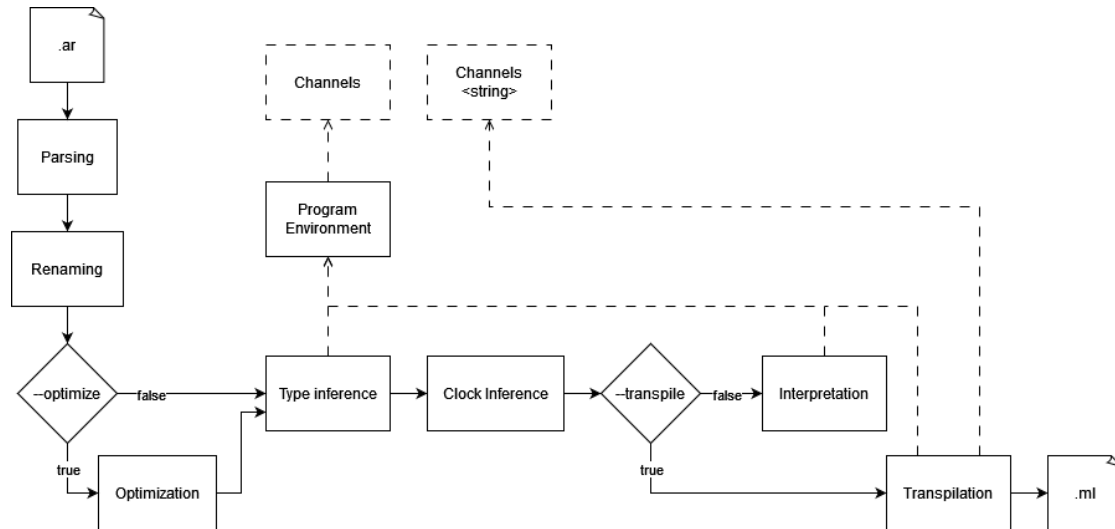 .ar
Channels
Channels
<string>
Parsing
Program
Environment
Renaming
--optimize
false
Type inference
Clock Inference
--transpile
false
Interpretation
true
true
Optimization
Transpilation
.ml